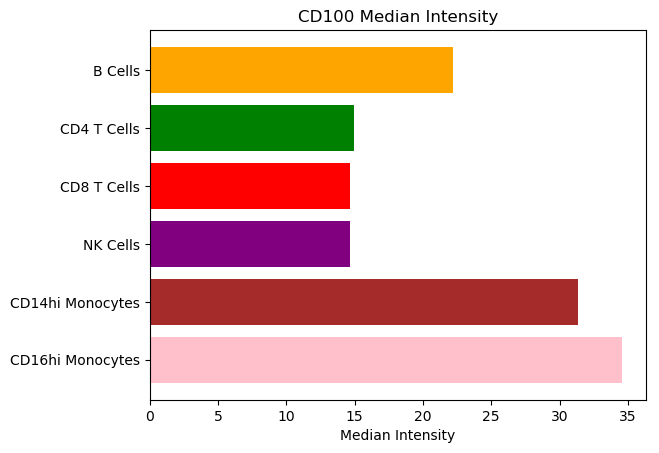 CD100 Median Intensity
B Cells
CD4 T Cells
CD8 T Cells
NK Cells
CD14hi Monocytes
CD16hi Monocytes
0 5 10 15 20 25 30 35
Median Intensity